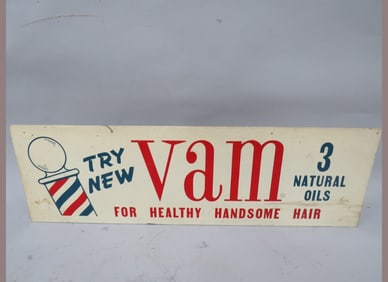 TRY
NEW
Vam
3
NATURAL
OILS
FOR HEALTHY HANDSOME HAIR